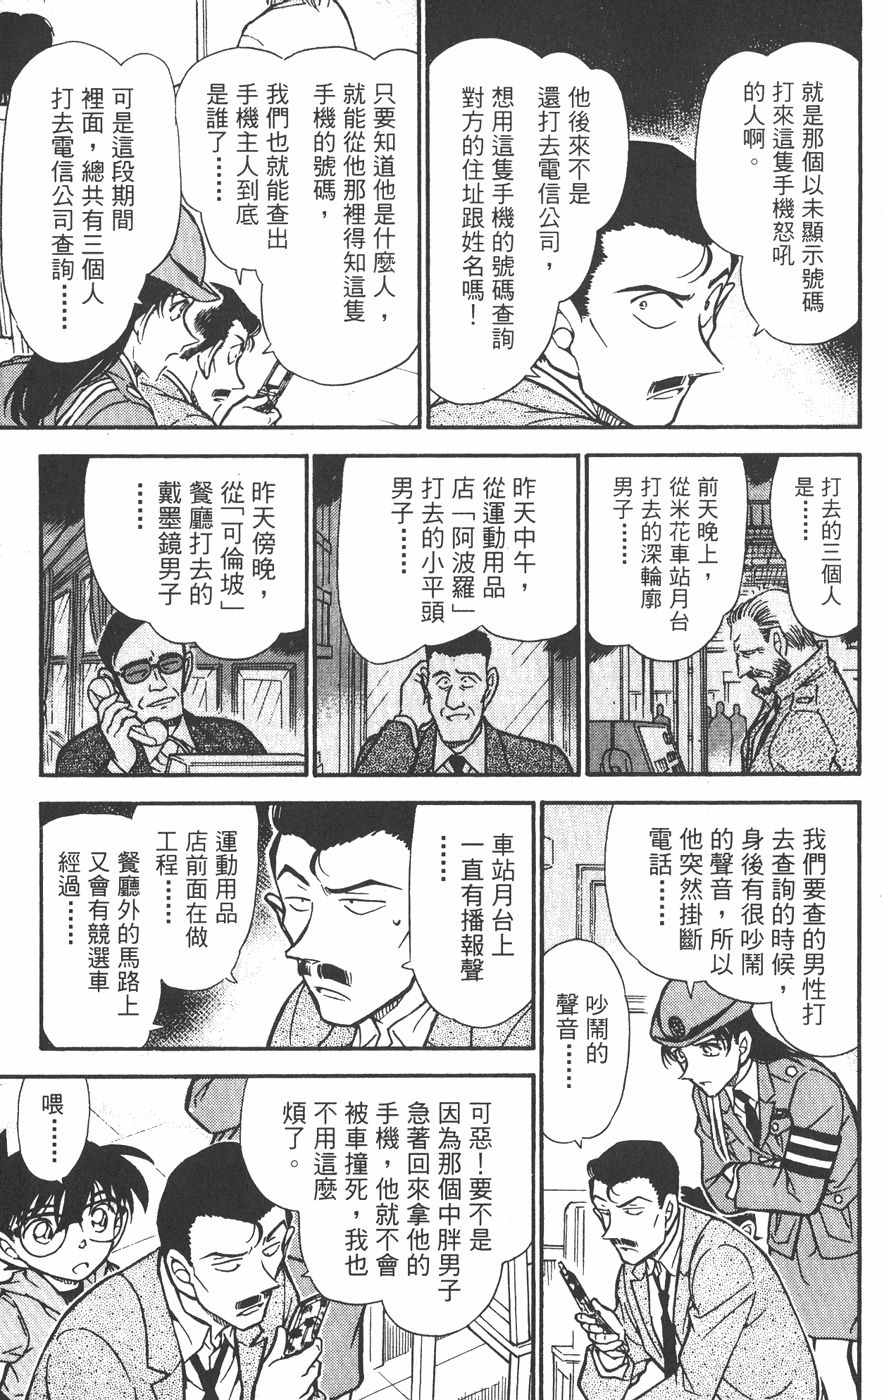 就是那個以未顯示號碼
打來這隻手機怒吼
的人啊。
他後來不是
還打去電信公司，
想用這隻手機的號碼查詢
對方的住址跟姓名嗎！
只要知道他是什麼人，
就能從他那裡得知這隻
手機的號碼，
我們也就能查出
手機主人到底
是誰了……
可是這段期間
裡面，總共有三個人
打去電信公司查詢……
打去的三個人
是……
前天晚上，
從米花車站月台
打去的深輪廓
男子……
昨天中午，
從運動用品
店「阿波羅」
打去的小平頭
男子……
昨天傍晚，
從「可倫坡」
餐廳打去的
戴墨鏡男子
……
我們要查的男性打
去查詢的時候，
身後有很吵鬧
的聲音，所以
他突然掛斷
電話……
吵鬧的
聲音……
車站月台上
一直有播報聲
……
運動用品
店前面在做
工程……
餐廳外的馬路上
又會有競選車
經過……
可惡！要不是
因為那個中胖男子
急著回來拿他的
手機，他就不會
被車撞死，我也
不用這麼
煩了。
喂……